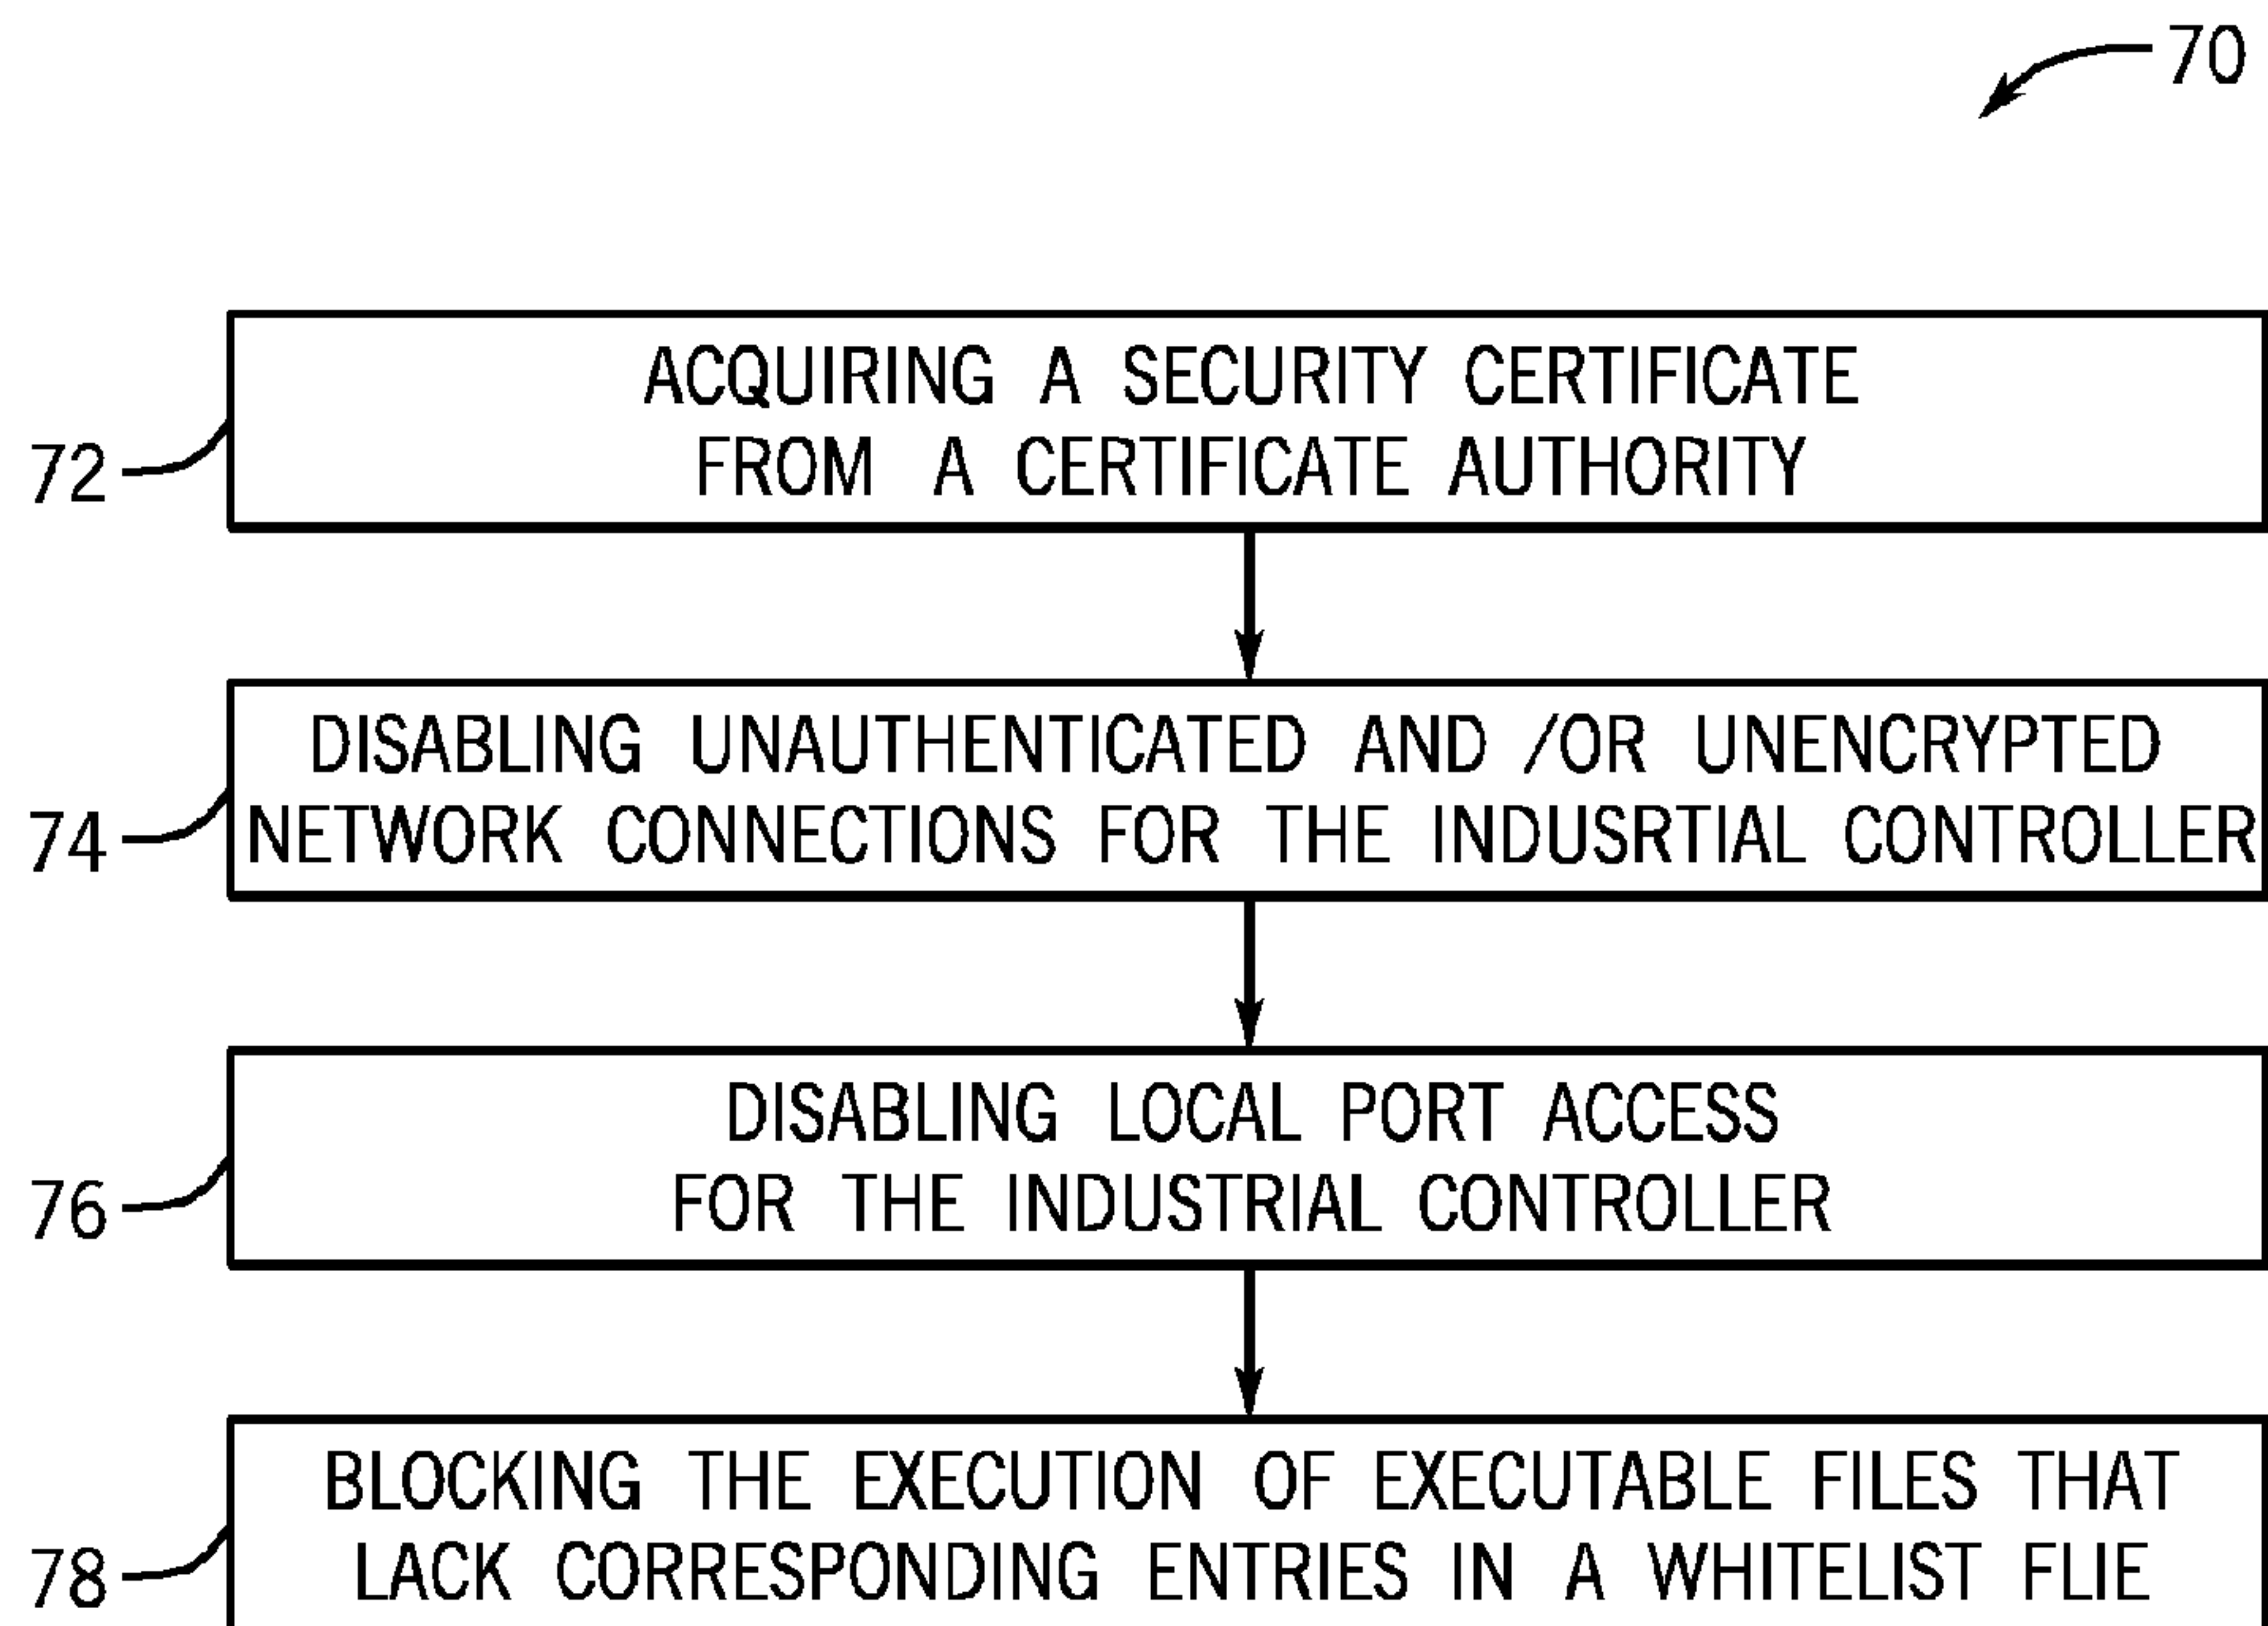 70
ACQUIRING A SECURITY CERTIFICATE
FROM A CERTIFICATE AUTHORITY
72
DISABLING UNAUTHENTICATED AND /OR UNENCRYPTED
NETWORK CONNECTIONS FOR THE INDUSRTIAL CONTROLLER
74
DISABLING LOCAL PORT ACCESS
FOR THE INDUSTRIAL CONTROLLER
76
BLOCKING THE EXECUTION OF EXECUTABLE FILES THAT
LACK CORRESPONDING ENTRIES IN A WHITELIST FLIE
78